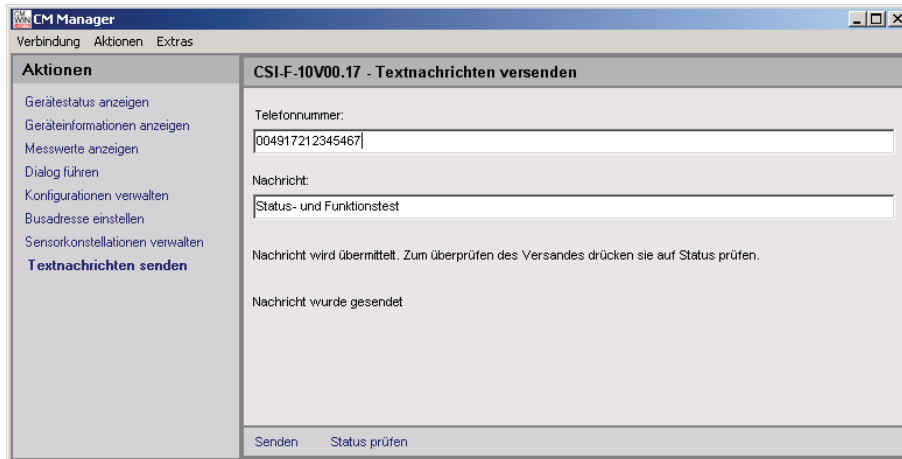 CM
WIN
CM Manager
Verbindung Aktionen Extras
Aktionen
Gerätestatus anzeigen
Geräteinformationen anzeigen
Messwerte anzeigen
Dialog führen
Konfigurationen verwalten
Busadresse einstellen
Sensorkonstellationen verwalten
Textnachrichten senden
CSI-F-10V00.17 - Textnachrichten versenden
Telefonnummer:
004917212345467
Nachricht:
Status- und Funktionstest
Nachricht wird übermittelt. Zum überprüfen des Versandes drücken sie auf Status prüfen.
Nachricht wurde gesendet
Senden Status prüfen